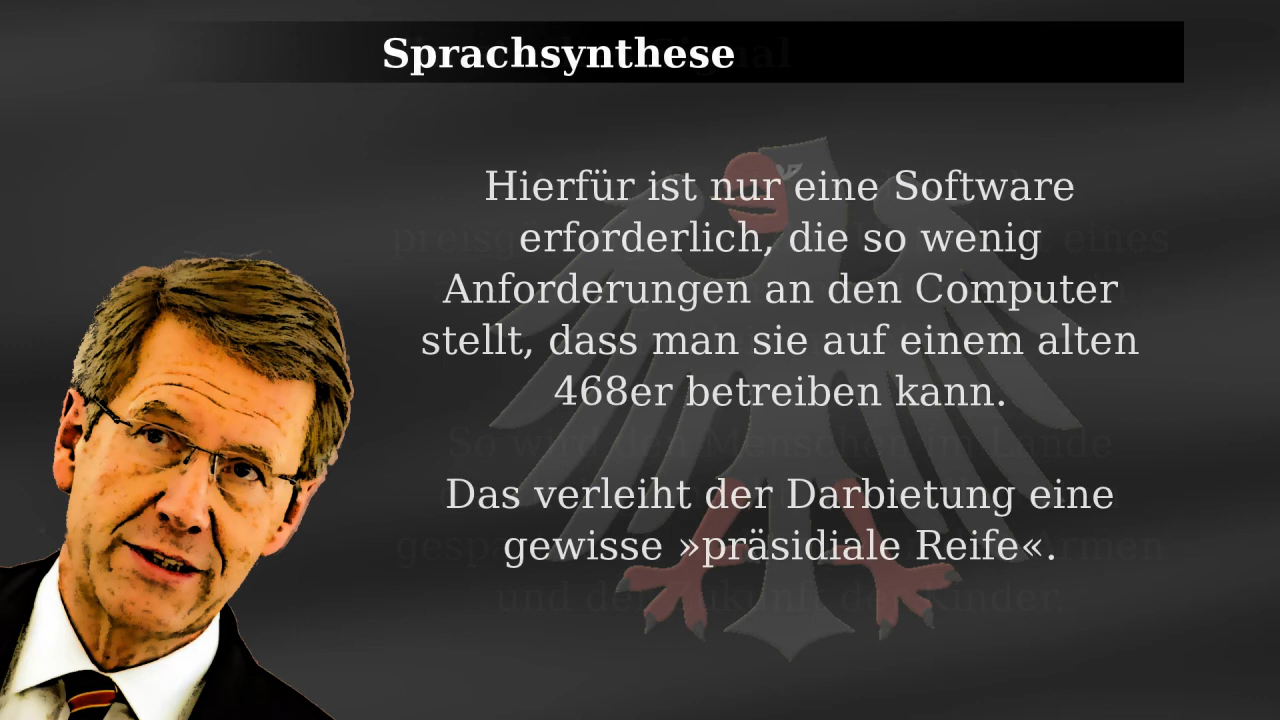 Sprachsynthese
Hierfür ist nur eine Software
erforderlich, die so wenig
Anforderungen an den Computer
stellt, dass man sie auf einem alten
468er betreiben kann.
Das verleiht der Darbietung eine
gewisse »präsidiale Reife«.